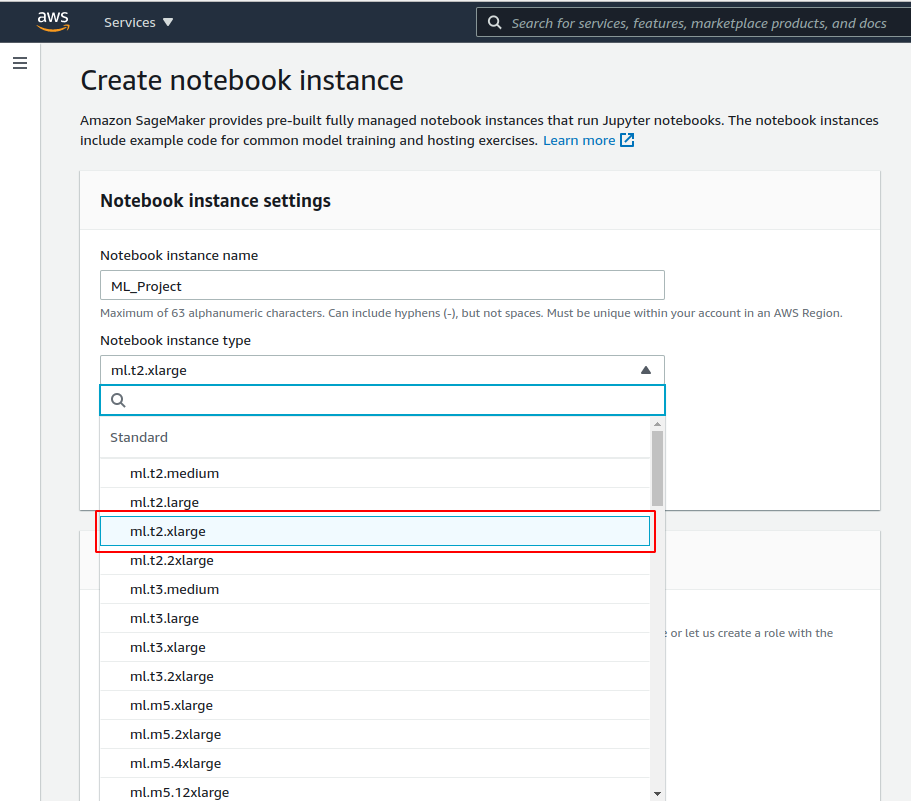 aws Services Search for services, features, marketplace products, and docs
Create notebook instance
Amazon SageMaker provides pre-built fully managed notebook instances that run Jupyter notebooks. The notebook instances
include example code for common model training and hosting exercises. Learn more
Notebook instance settings
Notebook instance name
ML_Project
Maximum of 63 alphanumeric characters. Can include hyphens (-), but not spaces. Must be unique within your account in an AWS Region.
Notebook instance type
ml.t2.xlarge
Standard
ml.t2.medium
ml.t2.large
ml.t2.xlarge
ml.t2.2xlarge
ml.t3.medium
ml.t3.large
or let us create a role with the
ml.t3.xlarge
ml.t3.2xlarge
ml.m5.xlarge
ml.m5.2xlarge
ml.m5.4xlarge
ml.m5.12xlarge